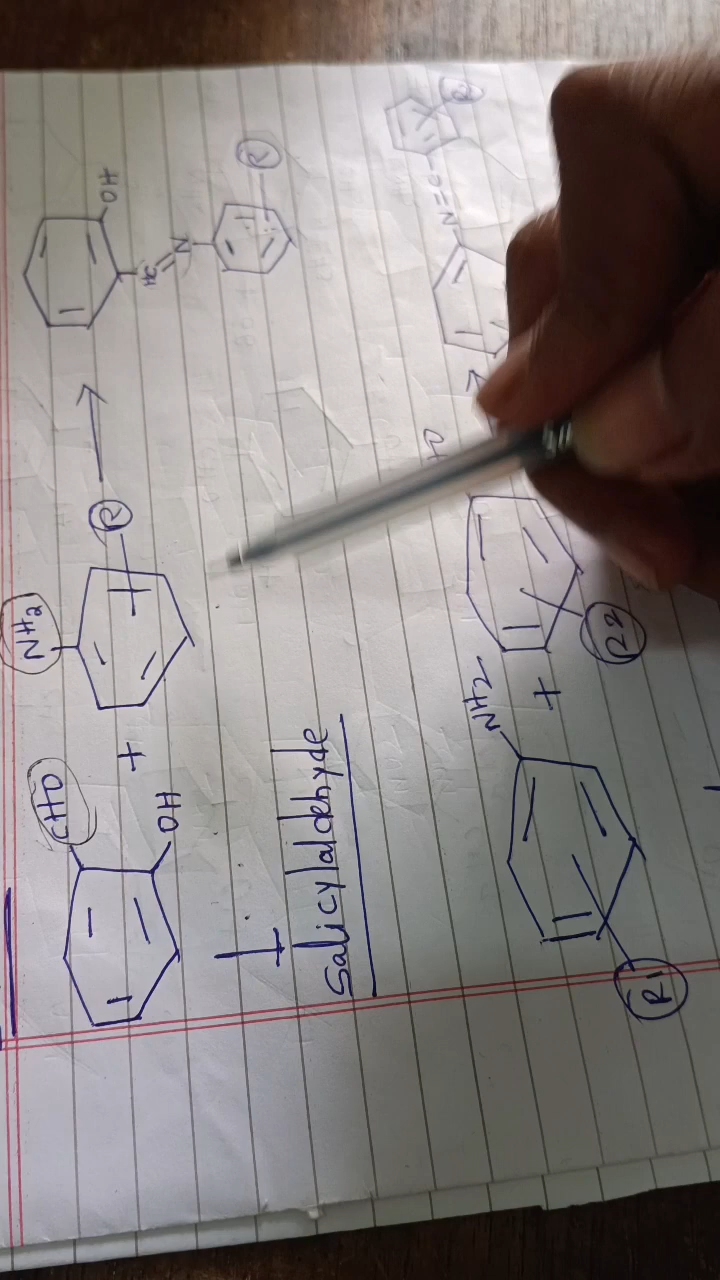 CHO
OH
+
NH2
R
→
OH
HC
=
N
R
↓
Salicylaldehyde
R1
NH2
+
R2
→
N=C
R